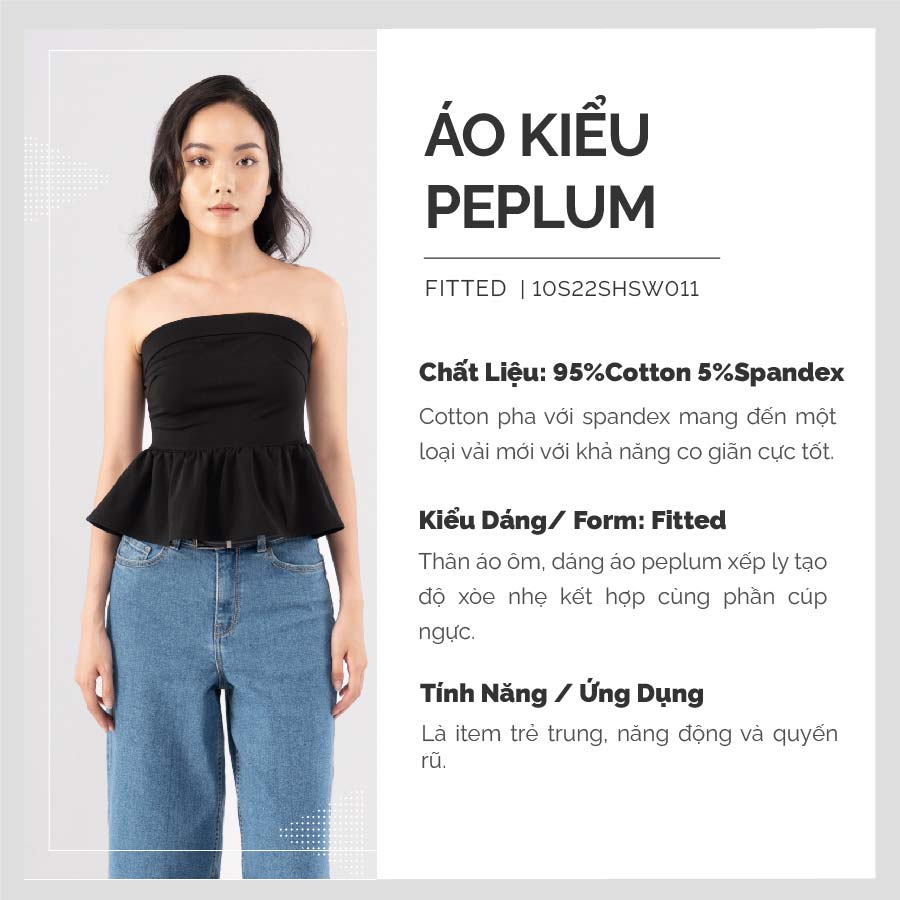 ÁO KIỂU
PEPLUM
FITTED | 10S22SHSW011
Chất Liệu: 95%Cotton 5%Spandex
Cotton pha với spandex mang đến một
loại vải mới với khả năng co giãn cực tốt.
Kiểu Dáng/ Form: Fitted
Thân áo ôm, dáng áo peplum xếp ly tạo
độ xòe nhẹ kết hợp cùng phần cúp
ngực.
Tính Năng / Ứng Dụng
Là item trẻ trung, năng động và quyến
rũ.